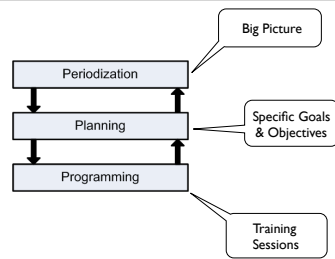 Big Picture
Periodization
Planning
Specific Goals
& Objectives
Programming
Training
Sessions